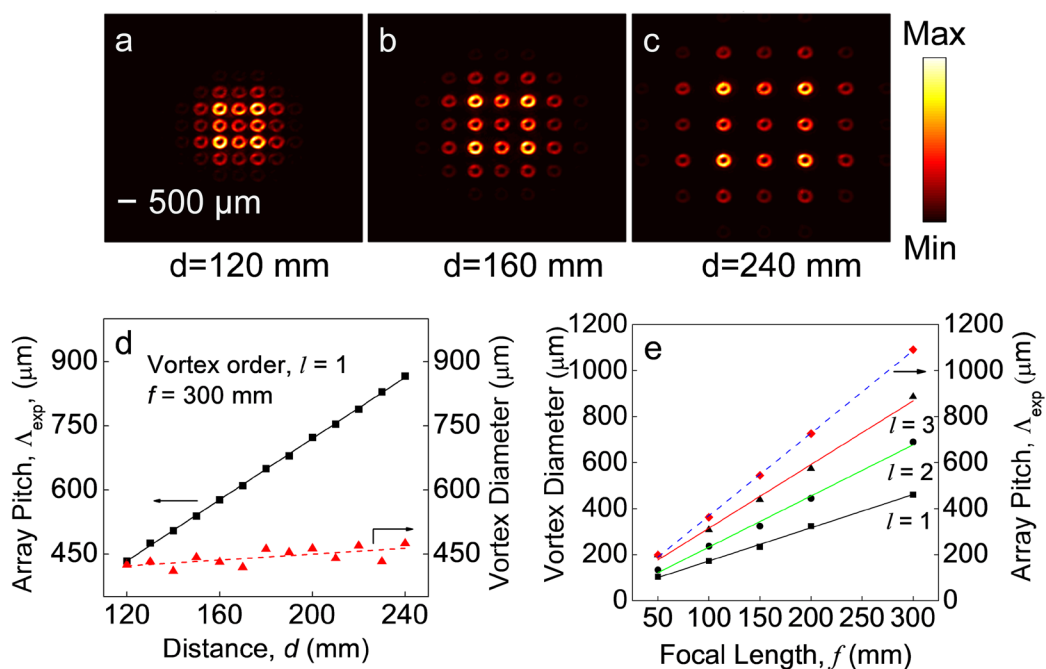 a
b
c
500 µm
Max
Min
d=120 mm
d=160 mm
d=240 mm
d
Vortex order, l = 1
f = 300 mm
Array Pitch, Λexp, (µm)
900
750
600
450
120
160
200
240
Distance, d (mm)
900
750
600
450
Vortex Diameter (µm)
e
Vortex Diameter (µm)
1200
1000
800
600
400
200
0
50
100
150
200
250
300
Focal Length, f (mm)
l = 3
l = 2
l = 1
1200
1000
800
600
400
200
0
Array Pitch, Λexp (µm)